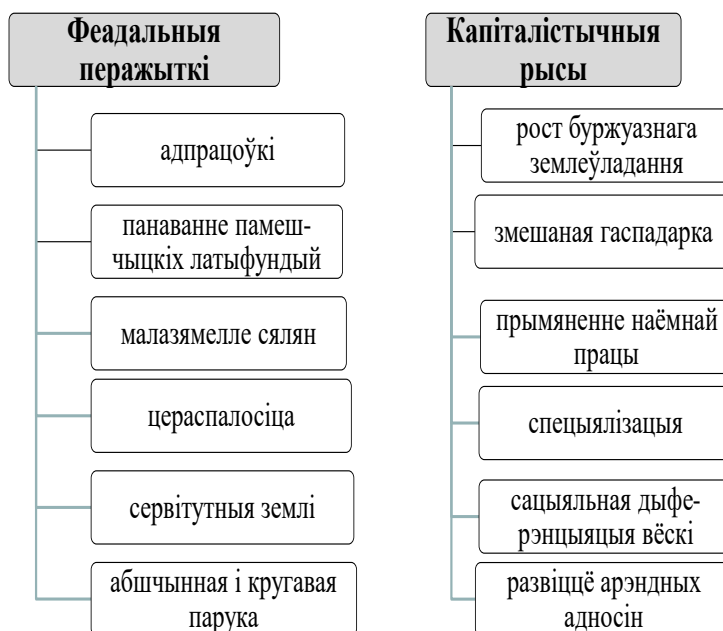 Феадальныя
перажыткі
адпрацоўкі
панаванне памеш-
чыцкіх латыфундый
малазямелле сялян
цераспалосіца
сервітутныя землі
абшчынная і кругавая
парука
Капіталістычныя
рысы
рост буржуазнага
землеўладання
змешаная гаспадарка
прымяненне наёмнай
працы
спецыялізацыя
сацыяльная дыфе-
рэнцыяцыя вёскі
развіццё арэндных
адносін